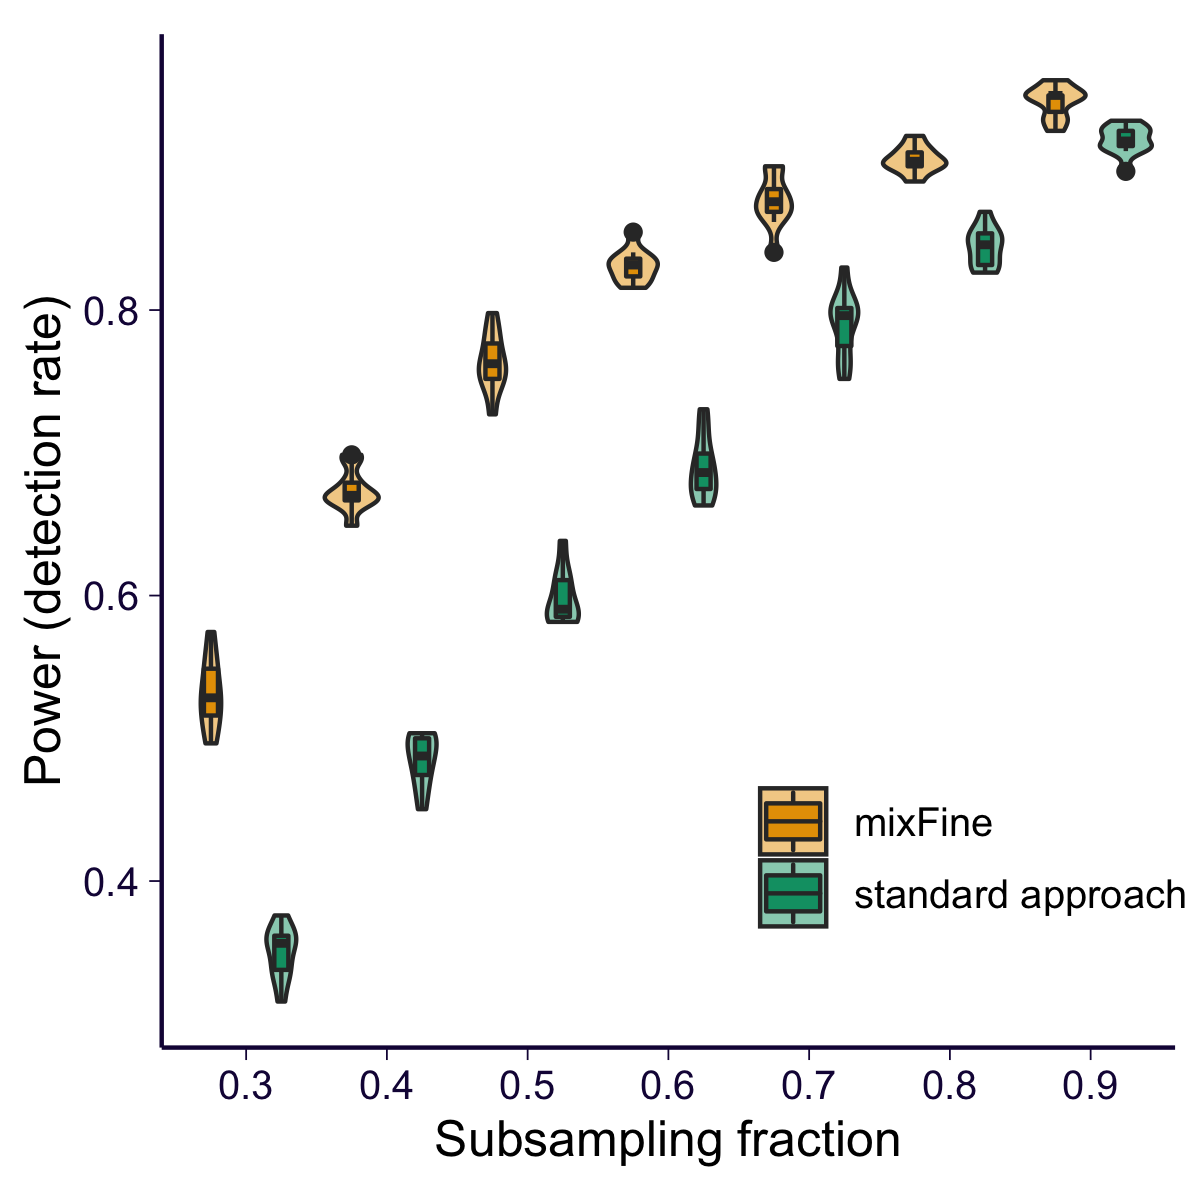 Power (detection rate)
0.8
0.6
0.4
mixFine
standard approach
0.3 0.4 0.5 0.6 0.7 0.8 0.9
Subsampling fraction